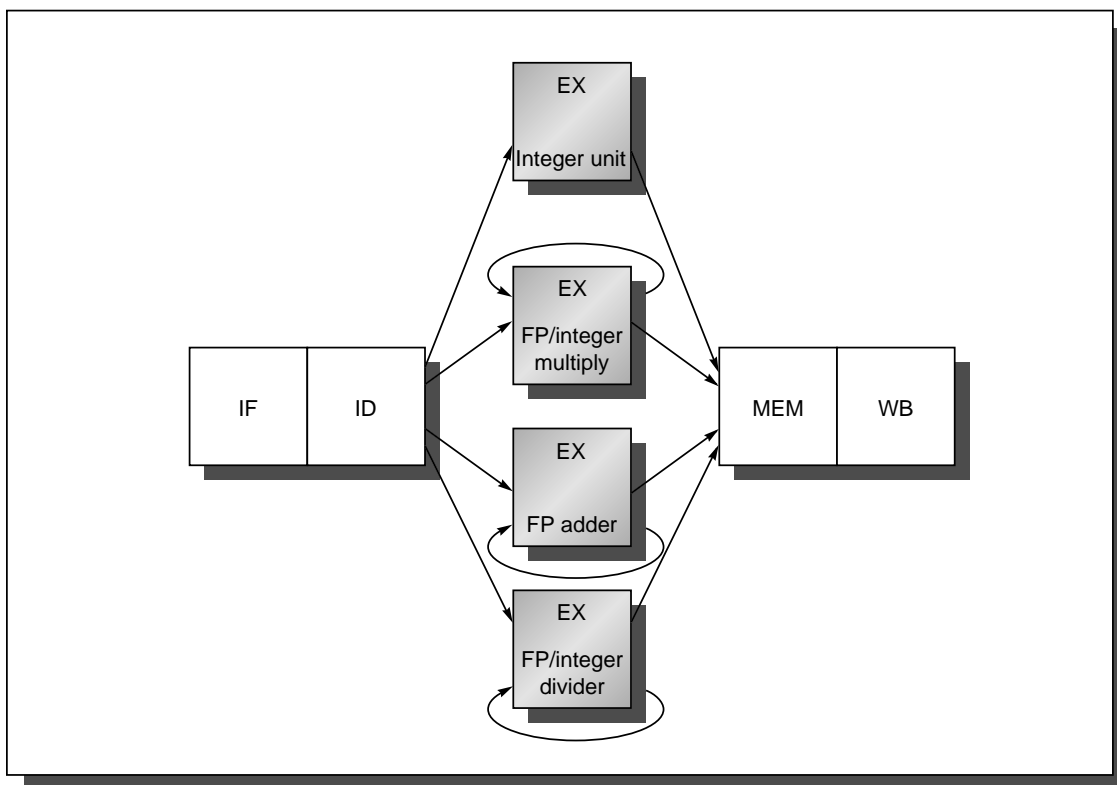 EX
Integer unit
EX
FP/integer
multiply
IF
ID
MEM
WB
EX
FP adder
EX
FP/integer
divider